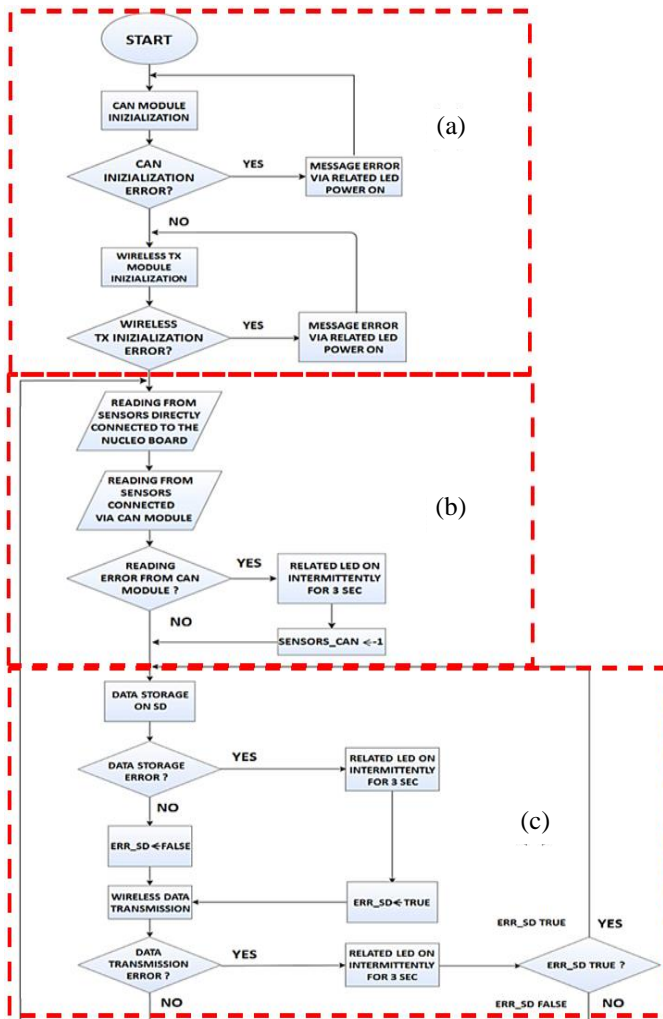 START
CAN MODULE
INIZIALIZATION
(a)
CAN
INIZIALIZATION
ERROR?
YES
MESSAGE ERROR
VIA RELATED LED
POWER ON
NO
WIRELESS TX
MODULE
INIZIALIZATION
WIRELESS
TX INIZIALIZATION
ERROR?
YES
MESSAGE ERROR
VIA RELATED LED
POWER ON
READING FROM
SENSORS DIRECTLY
CONNECTED TO THE
NUCLEO BOARD
READING FROM
SENSORS
CONNECTED
VIA CAN MODULE
(b)
READING
ERROR FROM CAN
MODULE ?
YES
RELATED LED ON
INTERMITTENTLY
FOR 3 SEC
NO
SENSORS_CAN <-1
DATA STORAGE
ON SD
DATA STORAGE
ERROR ?
YES
RELATED LED ON
INTERMITTENTLY
FOR 3 SEC
NO
(c)
ERR_SD<FALSE
WIRELESS DATA
TRANSMISSION
ERR_SD<TRUE
DATA
TRANSMISSION
ERROR ?
YES
RELATED LED ON
INTERMITTENTLY
FOR 3 SEC
ERR_SD TRUE
YES
ERR_SD TRUE ?
NO
ERR_SD FALSE
NO